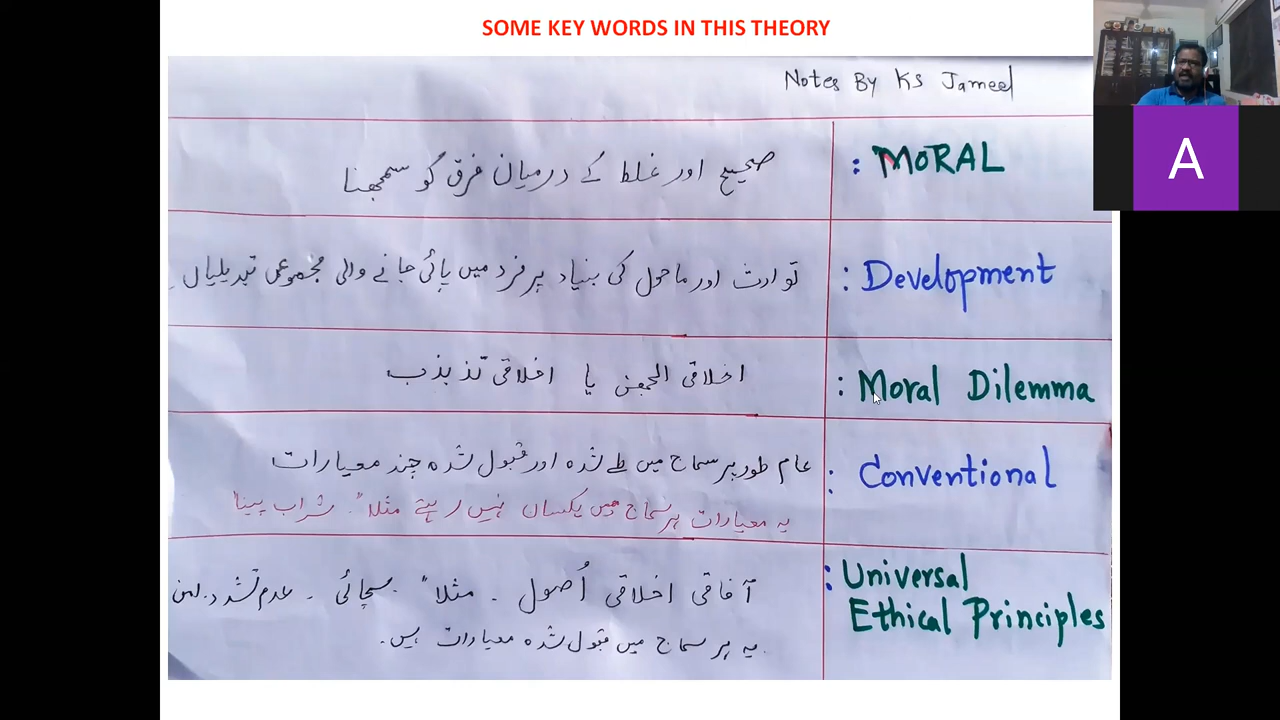 SOME KEY WORDS IN THIS THEORY
Notes By KS Jameel
A
: MORAL
صحیح اور غلط کے درمیان فرق کو سمجھنا
: Development
توارث اور ماحول کی بنیاد پر فرد میں پائی جانے والی مجموعی تبدیلیاں
: Moral Dilemma
اخلاقی الجھن یا اخلاقی تذبذب
: Conventional
عام طور پر سماج میں طے شدہ اور قبول شدہ چند معیارات
یہ معیارات ہر سماج میں یکساں نہیں رہتے مثلاً شراب پینا
: Universal
Ethical Principles
آفاقی اخلاقی اُصول ۔ مثلاً ۔ سچائی ۔ عدم تشدد ۔
یہ ہر سماج میں قبول شدہ معیارات ہیں۔